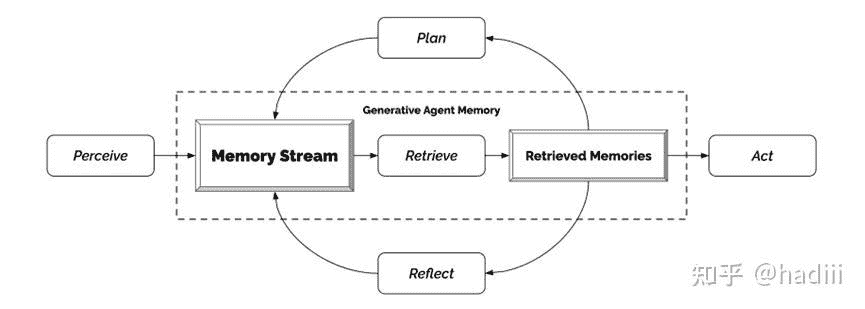 Plan
Generative Agent Memory
Perceive
Memory Stream
Retrieve
Retrieved Memories
Act
Reflect
知乎 @hadiii